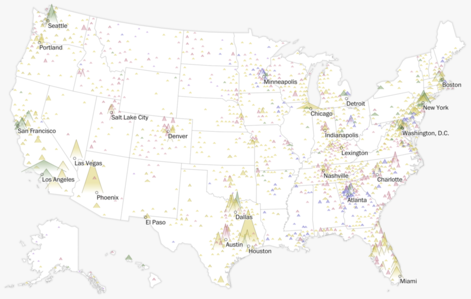 Seattle
Portland
Minneapolis
Boston
Detroit
New York
Chicago
Salt Lake City
San Francisco
Denver
Indianapolis
Washington, D.C.
Lexington
Las Vegas
Nashville
Los Angeles
Charlotte
Phoenix
Atlanta
Dallas
El Paso
Austin
Houston
Miami